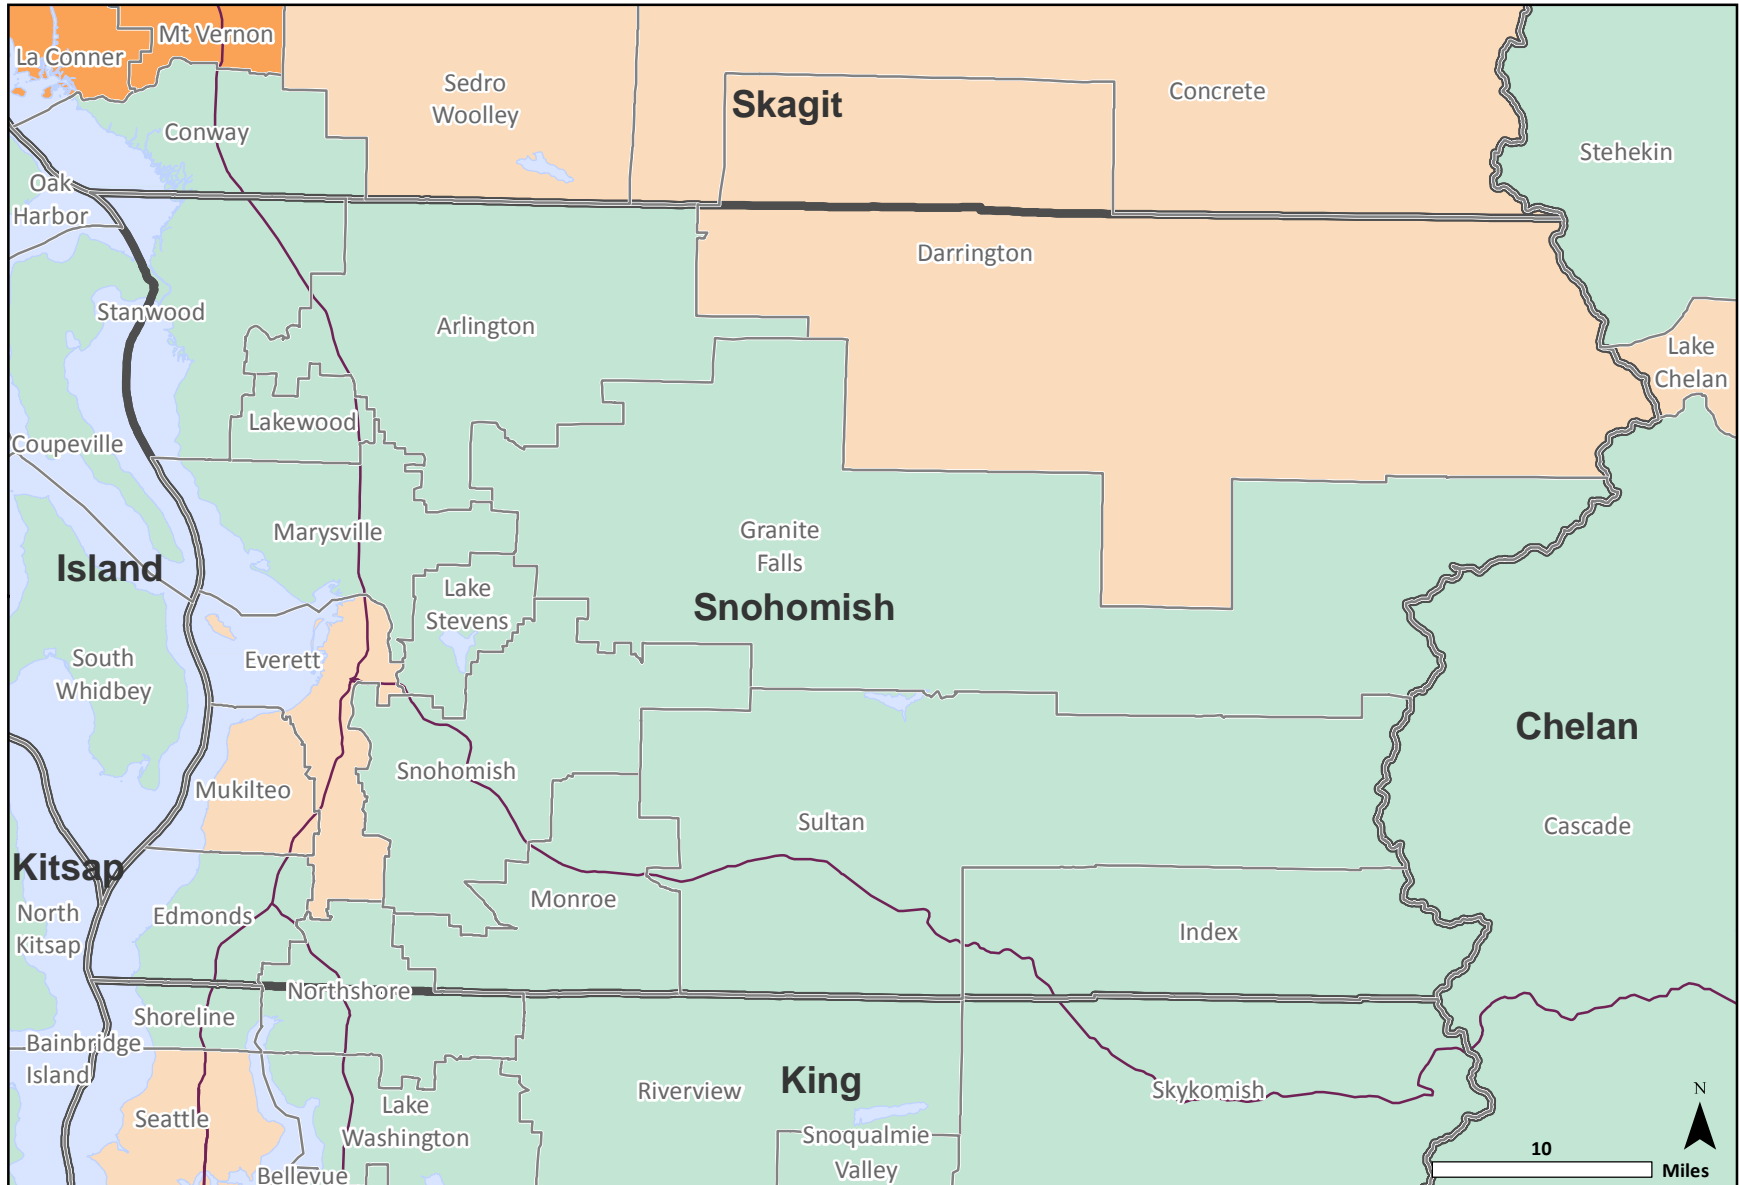 Mt Vernon
La Conner
Sedro
Woolley
Skagit
Concrete
Conway
Stehekin
Oak
Harbor
Darrington
Stanwood
Arlington
Lake
Chelan
Lakewood
Coupeville
Marysville
Granite
Falls
Island
Lake
Stevens
Snohomish
South
Whidbey
Everett
Chelan
Snohomish
Mukilteo
Sultan
Cascade
Kitsap
North
Kitsap
Edmonds
Monroe
Index
Northshore
Shoreline
Bainbridge
Island
King
Riverview
Skykomish
N
Seattle
Lake
Washington
Snoqualmie
Valley
Bellevue
10
Miles